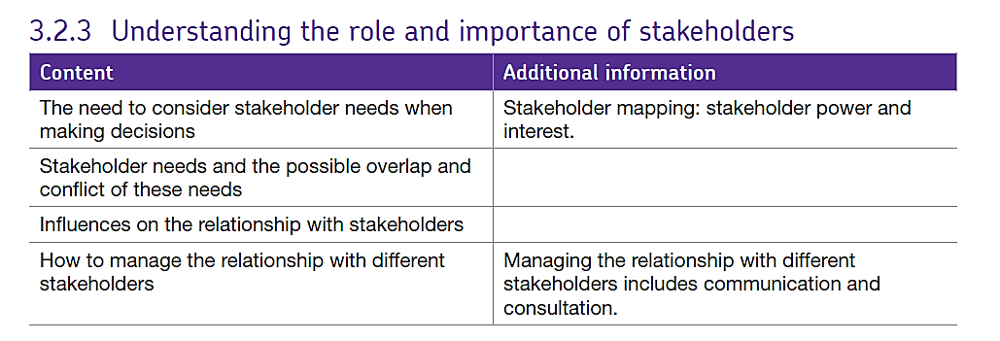 3.2.3 Understanding the role and importance of stakeholders
Content
Additional information
The need to consider stakeholder needs when
making decisions
Stakeholder mapping: stakeholder power and
interest.
Stakeholder needs and the possible overlap and
conflict of these needs
Influences on the relationship with stakeholders
How to manage the relationship with different
stakeholders
Managing the relationship with different
stakeholders includes communication and
consultation.